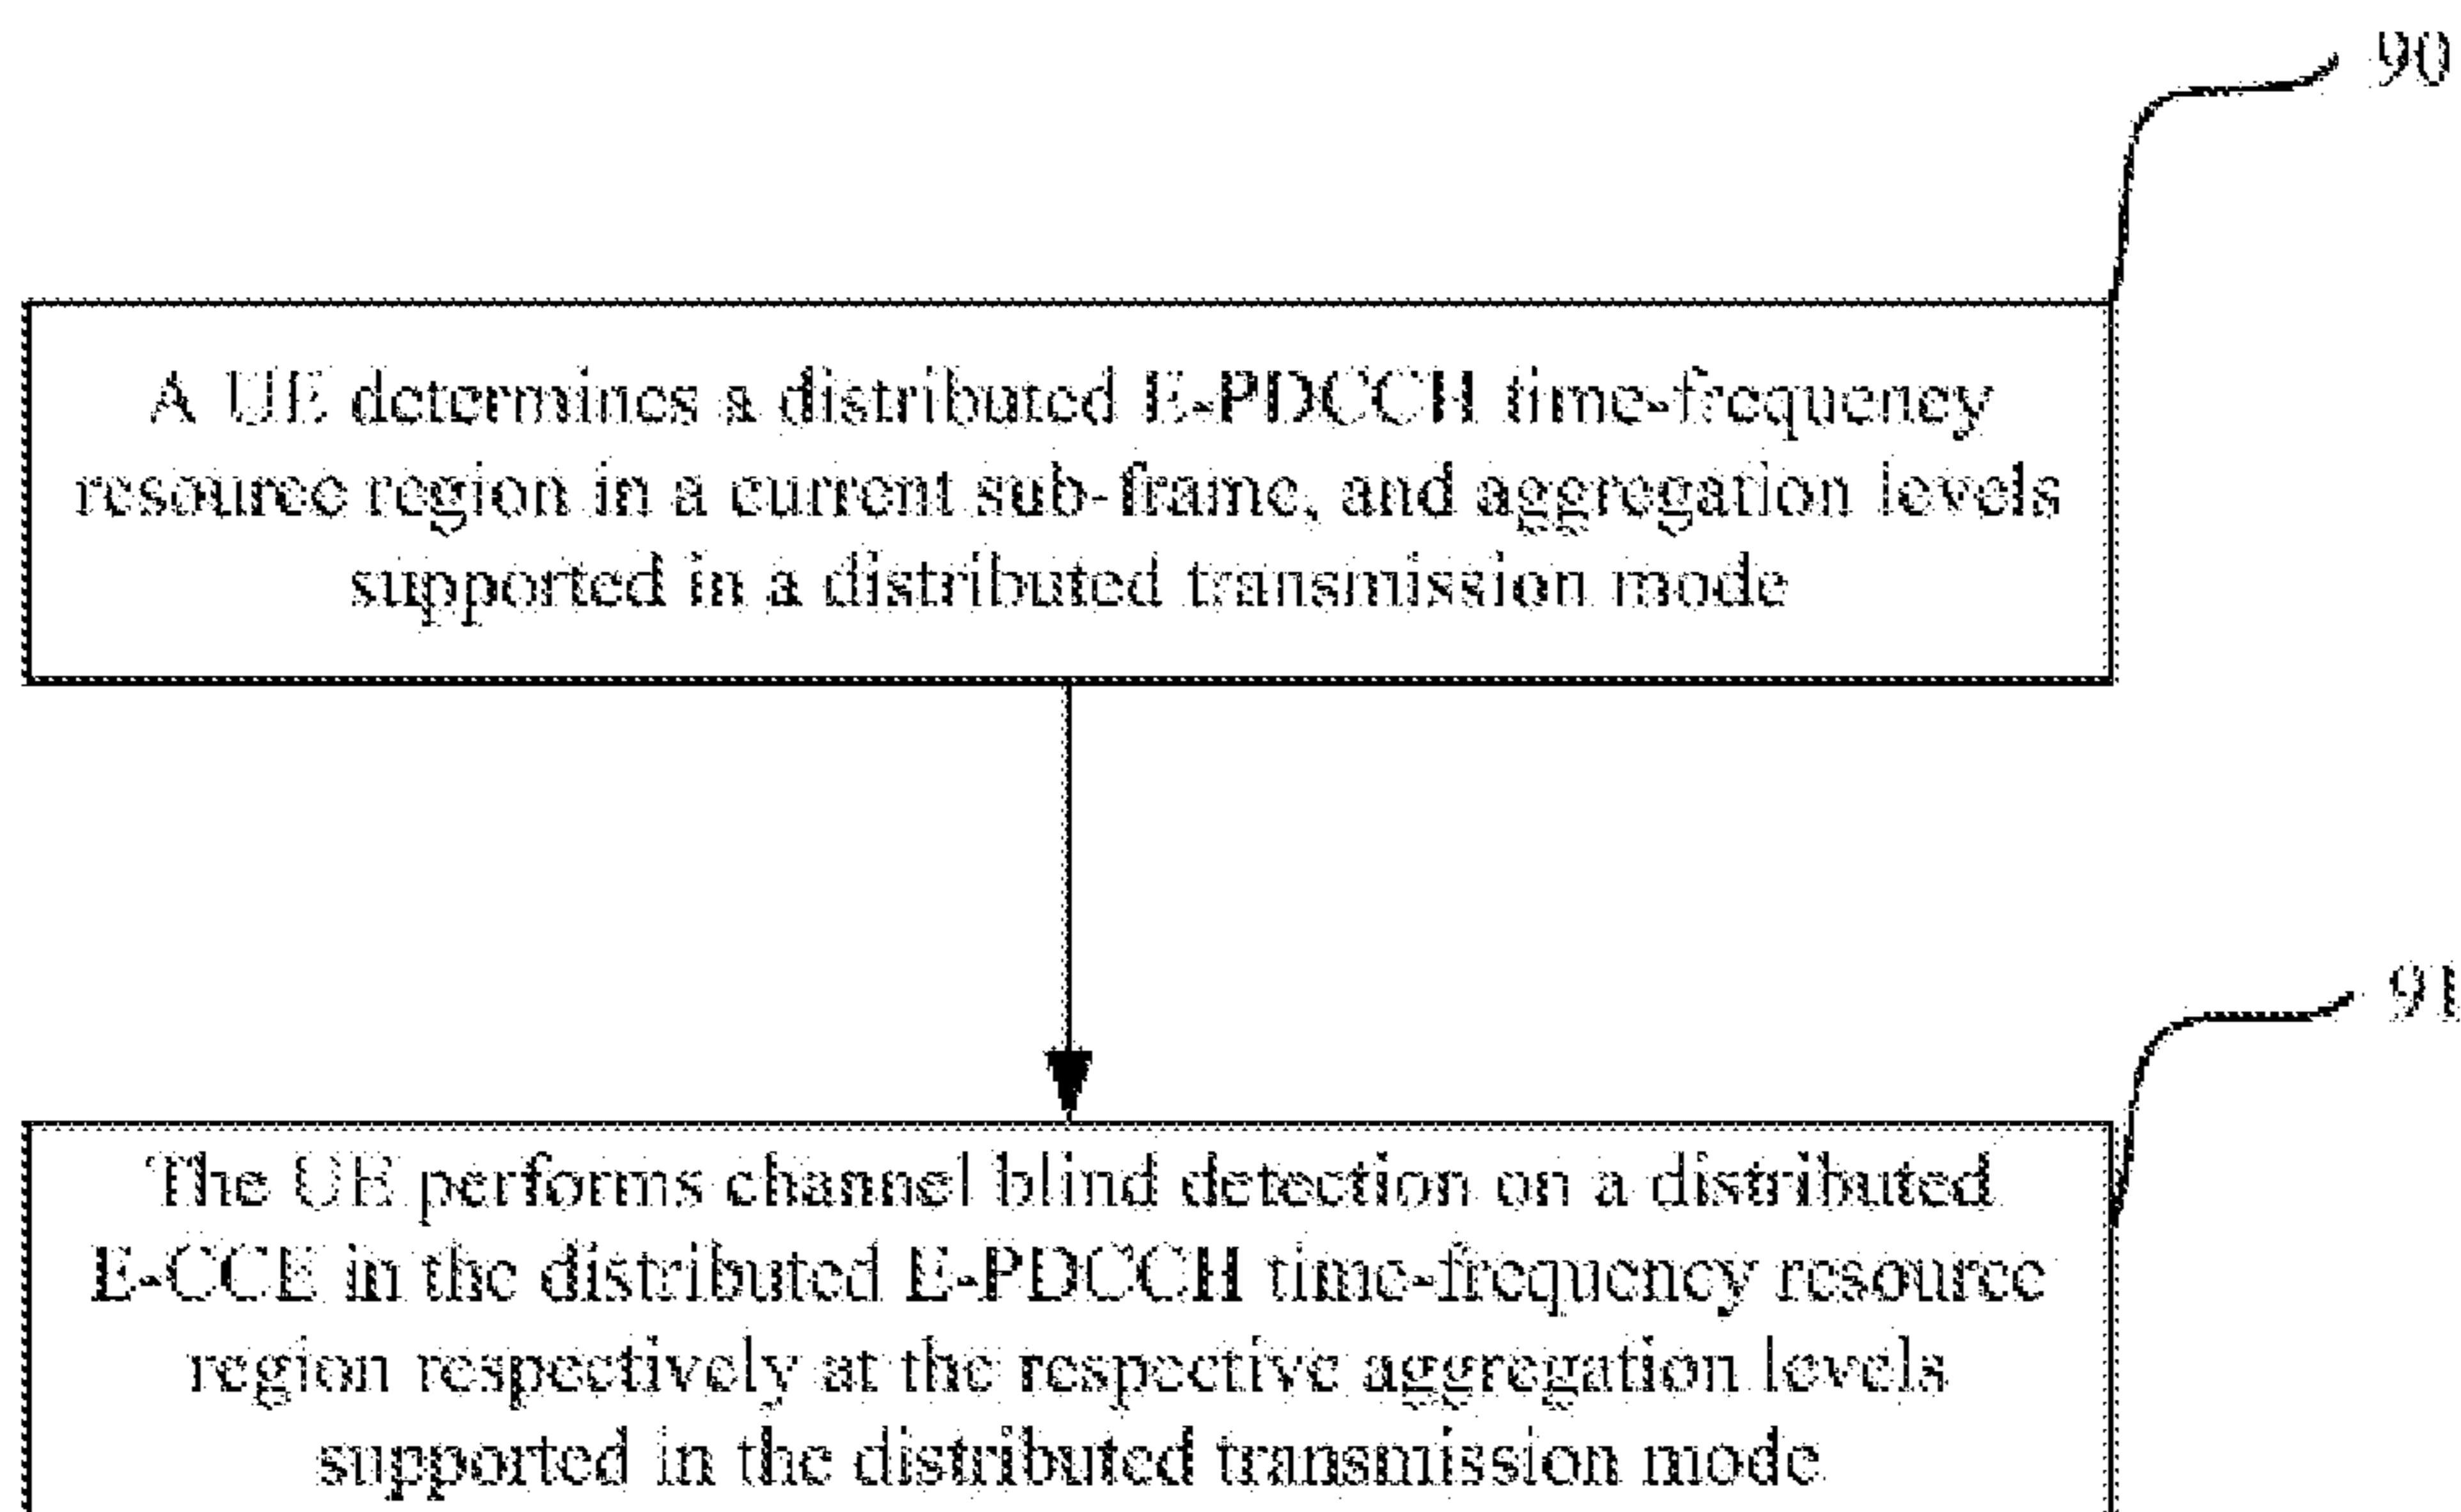 90
A UE determines a distributed E-PDCCH time-frequency
resource region in a current sub-frame, and aggregation levels
supported in a distributed transmission mode
91
The UE performs channel blind detection on a distributed
E-CCE in the distributed E-PDCCH time-frequency resource
region respectively at the respective aggregation levels
supported in the distributed transmission mode